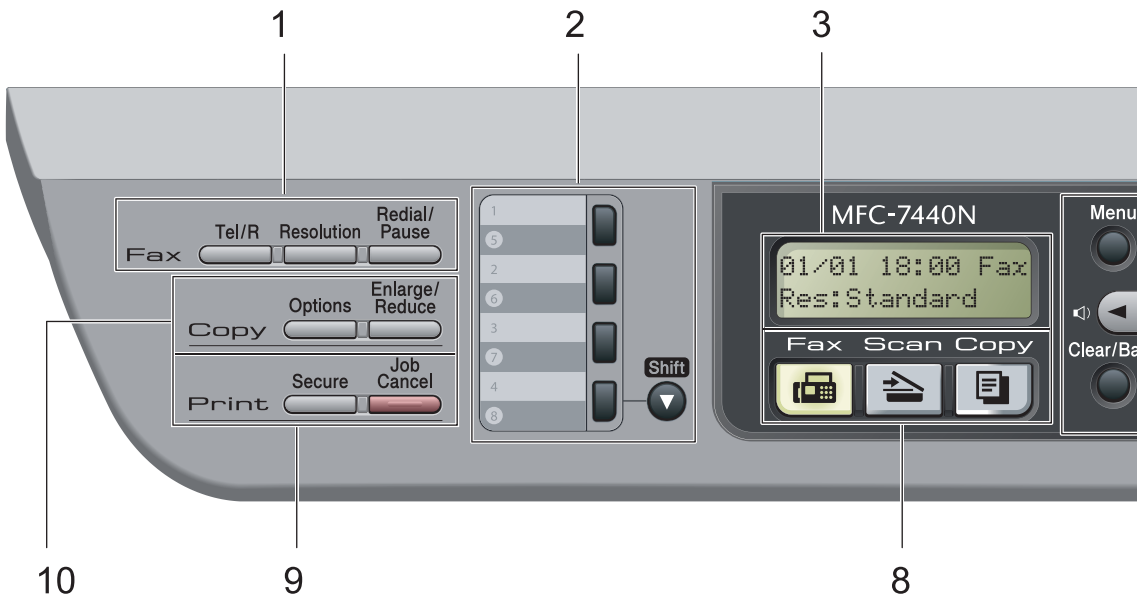 1 2 3
Tel/R Resolution Redial/
Pause
Fax
Options Enlarge/
Reduce
Copy
Secure Job
Cancel
Print
1
5
2
6
3
7
4
8
Shift
MFC-7440N
01/01 18:00 Fax
Res:Standard
Fax Scan Copy
Menu
Clear/Ba
10 9 8